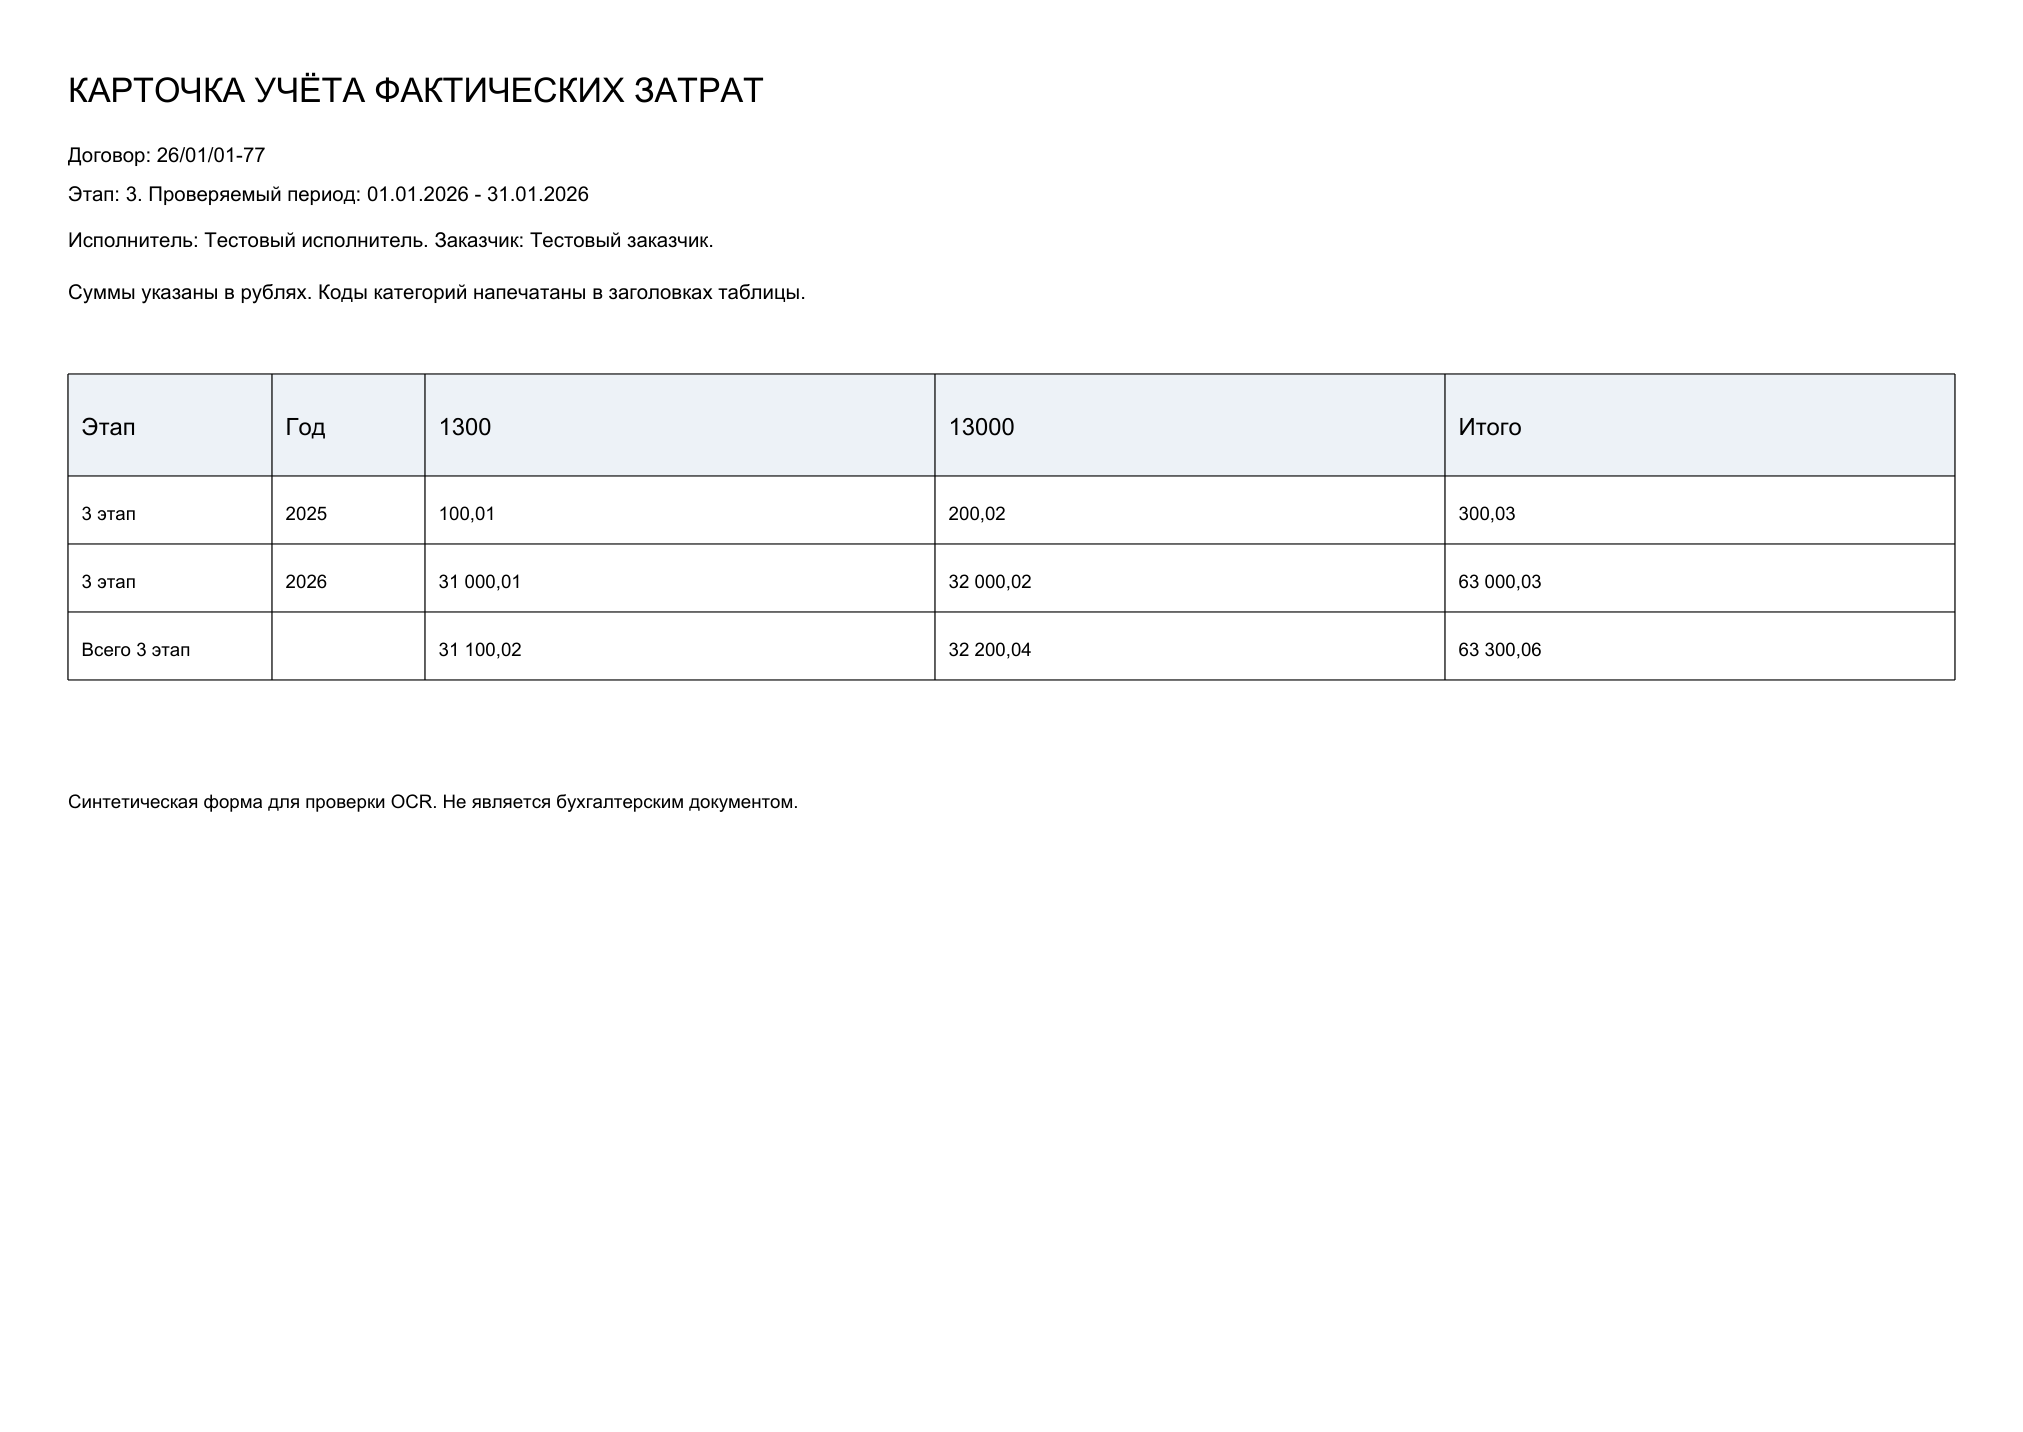 КАРТОЧКА УЧЁТА ФАКТИЧЕСКИХ ЗАТРАТ
Договор: 26/01/01-77
Этап: 3. Проверяемый период: 01.01.2026 - 31.01.2026
Исполнитель: Тестовый исполнитель. Заказчик: Тестовый заказчик.
Суммы указаны в рублях. Коды категорий напечатаны в заголовках таблицы.
Этап Год 1300 13000 Итого
3 этап 2025 100,01 200,02 300,03
3 этап 2026 31 000,01 32 000,02 63 000,03
Всего 3 этап 31 100,02 32 200,04 63 300,06
Синтетическая форма для проверки OCR. Не является бухгалтерским документом.